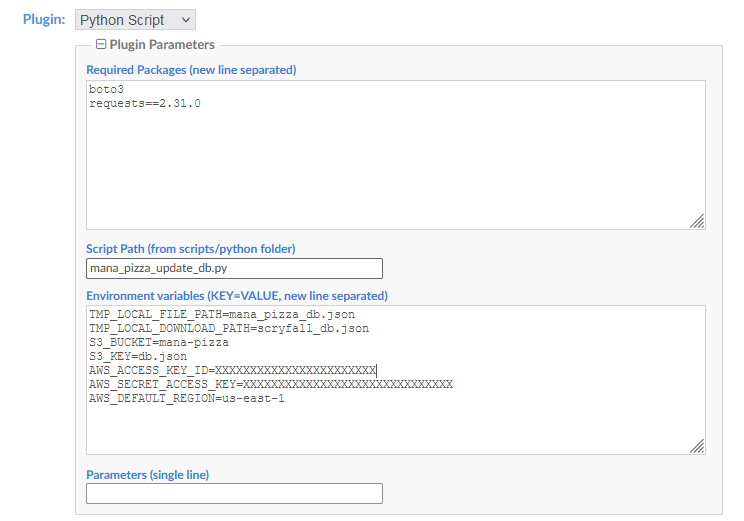 Plugin: Python Script
Plugin Parameters
Required Packages (new line separated)
boto3
requests==2.31.0
Script Path (from scripts/python folder)
mana_pizza_update_db.py
Environment variables (KEY=VALUE, new line separated)
TMP_LOCAL_FILE_PATH=mana_pizza_db.json
TMP_LOCAL_DOWNLOAD_PATH=scryfall_db.json
S3_BUCKET=mana-pizza
S3_KEY=db.json
AWS_ACCESS_KEY_ID=XXXXXXXXXXXXXXXXXXXXXXX
AWS_SECRET_ACCESS_KEY=XXXXXXXXXXXXXXXXXXXXXXXXXXXXXX
AWS_DEFAULT_REGION=us-east-1
Parameters (single line)